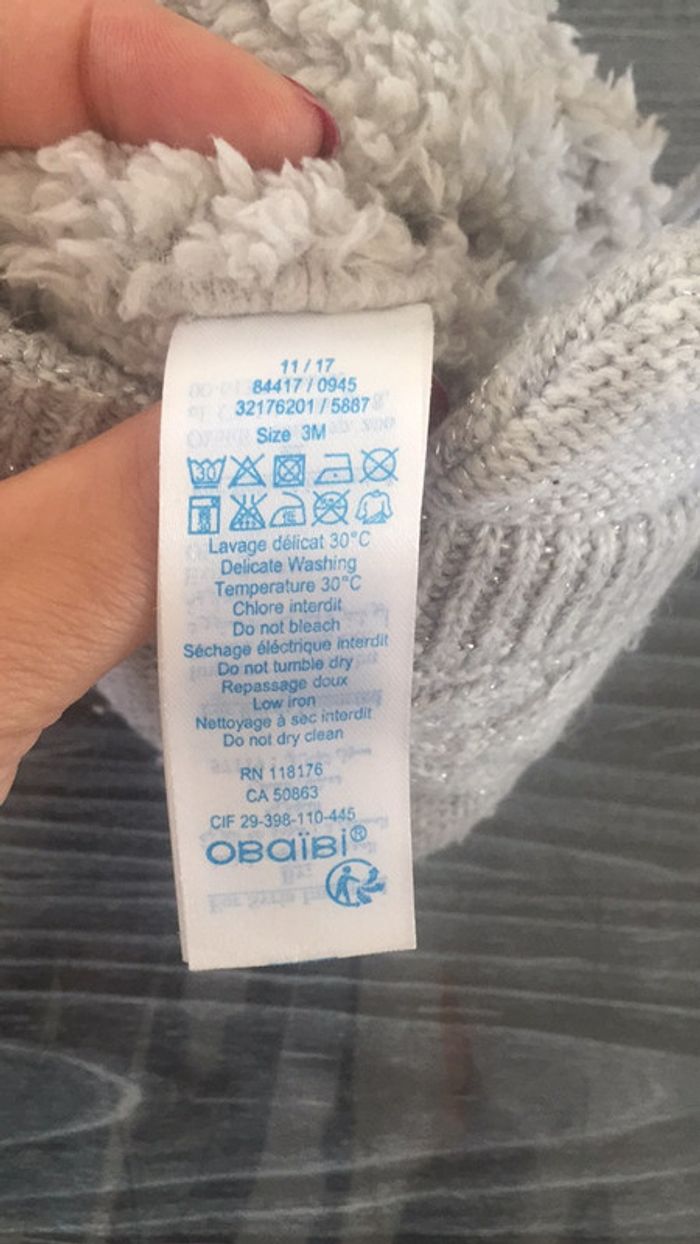 11 / 17
84417 / 0945
32176201 / 5887
Size 3M
30
Lavage délicat 30°C
Delicate Washing
Temperature 30°C
Chlore interdit
Do not bleach
Séchage éléctrique interdit
Do not tumble dry
Repassage doux
Low iron
Nettoyage à sec interdit
Do not dry clean
RN 118176
CA 50863
CIF 29-398-110-445
OBaïBi®